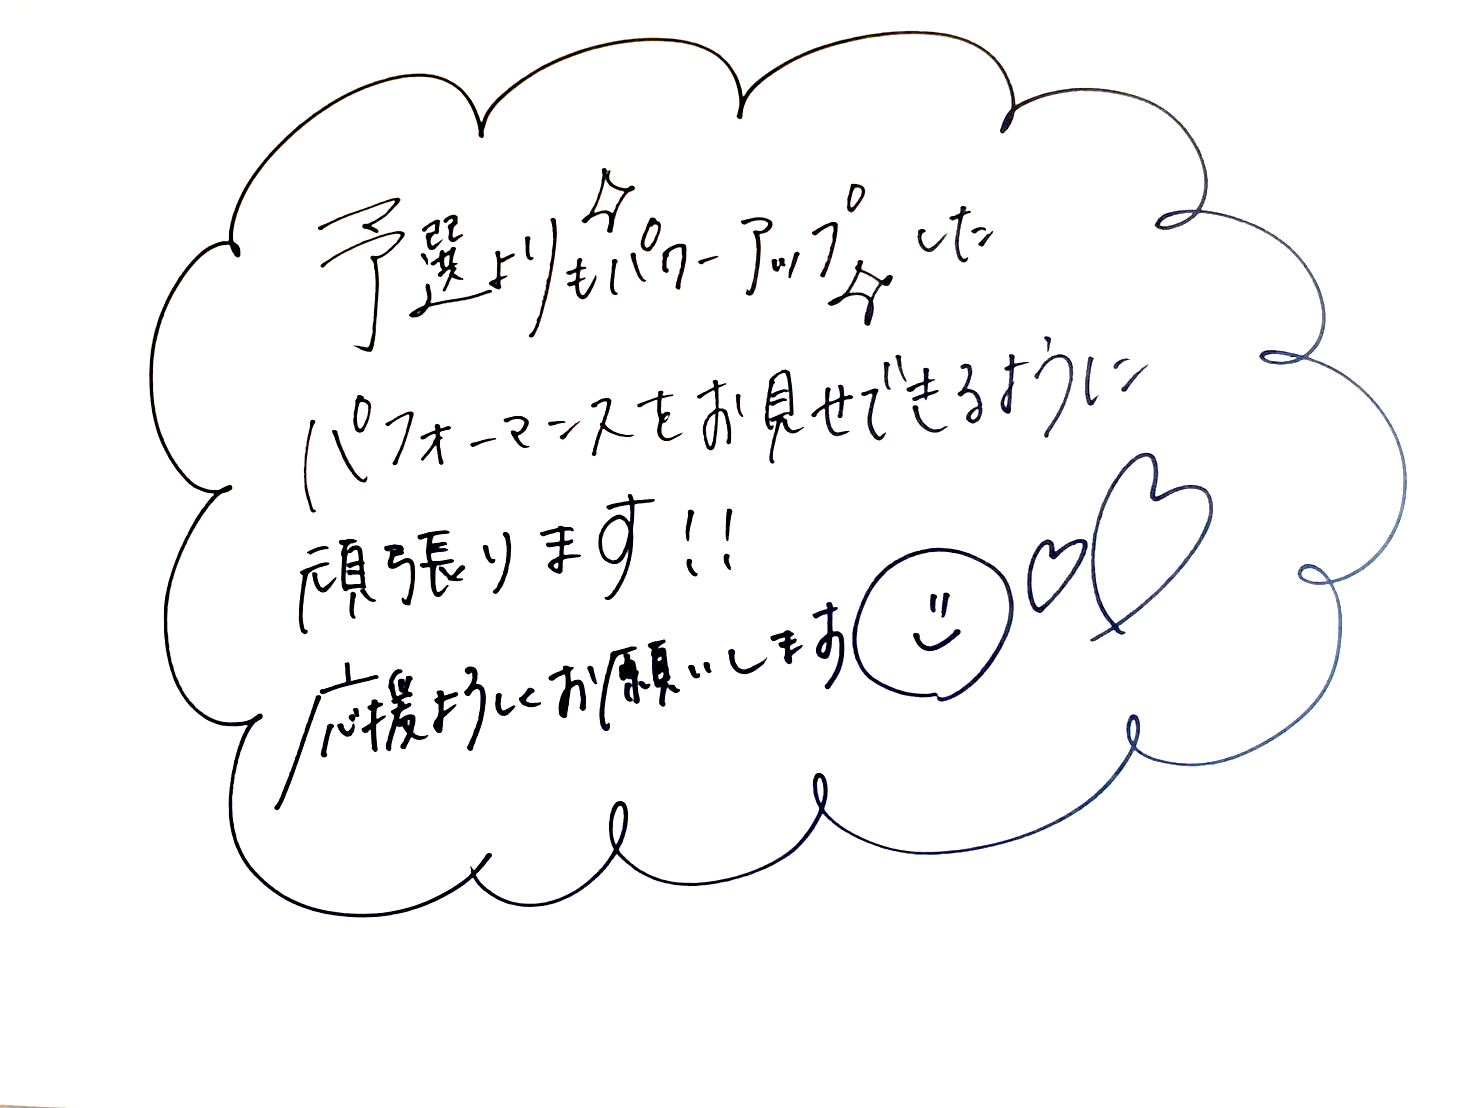 予選よりもパワーアップした
パフォーマンスをお見せできるように
頑張ります!!
応援よろしくお願いします